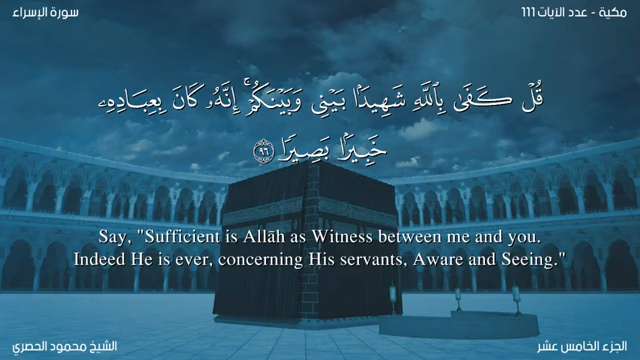 مكية - عدد الآيات 111
سورة الإسراء
قُلْ كَفَىٰ بِٱللَّهِ شَهِيدًۢا بَيْنِى وَبَيْنَكُمْ ۚ إِنَّهُۥ كَانَ بِعِبَادِهِۦ
خَبِيرًۢا بَصِيرًا ٩٦
Say, "Sufficient is Allāh as Witness between me and you.
Indeed He is ever, concerning His servants, Aware and Seeing."
الجزء الخامس عشر
الشيخ محمود الحصري